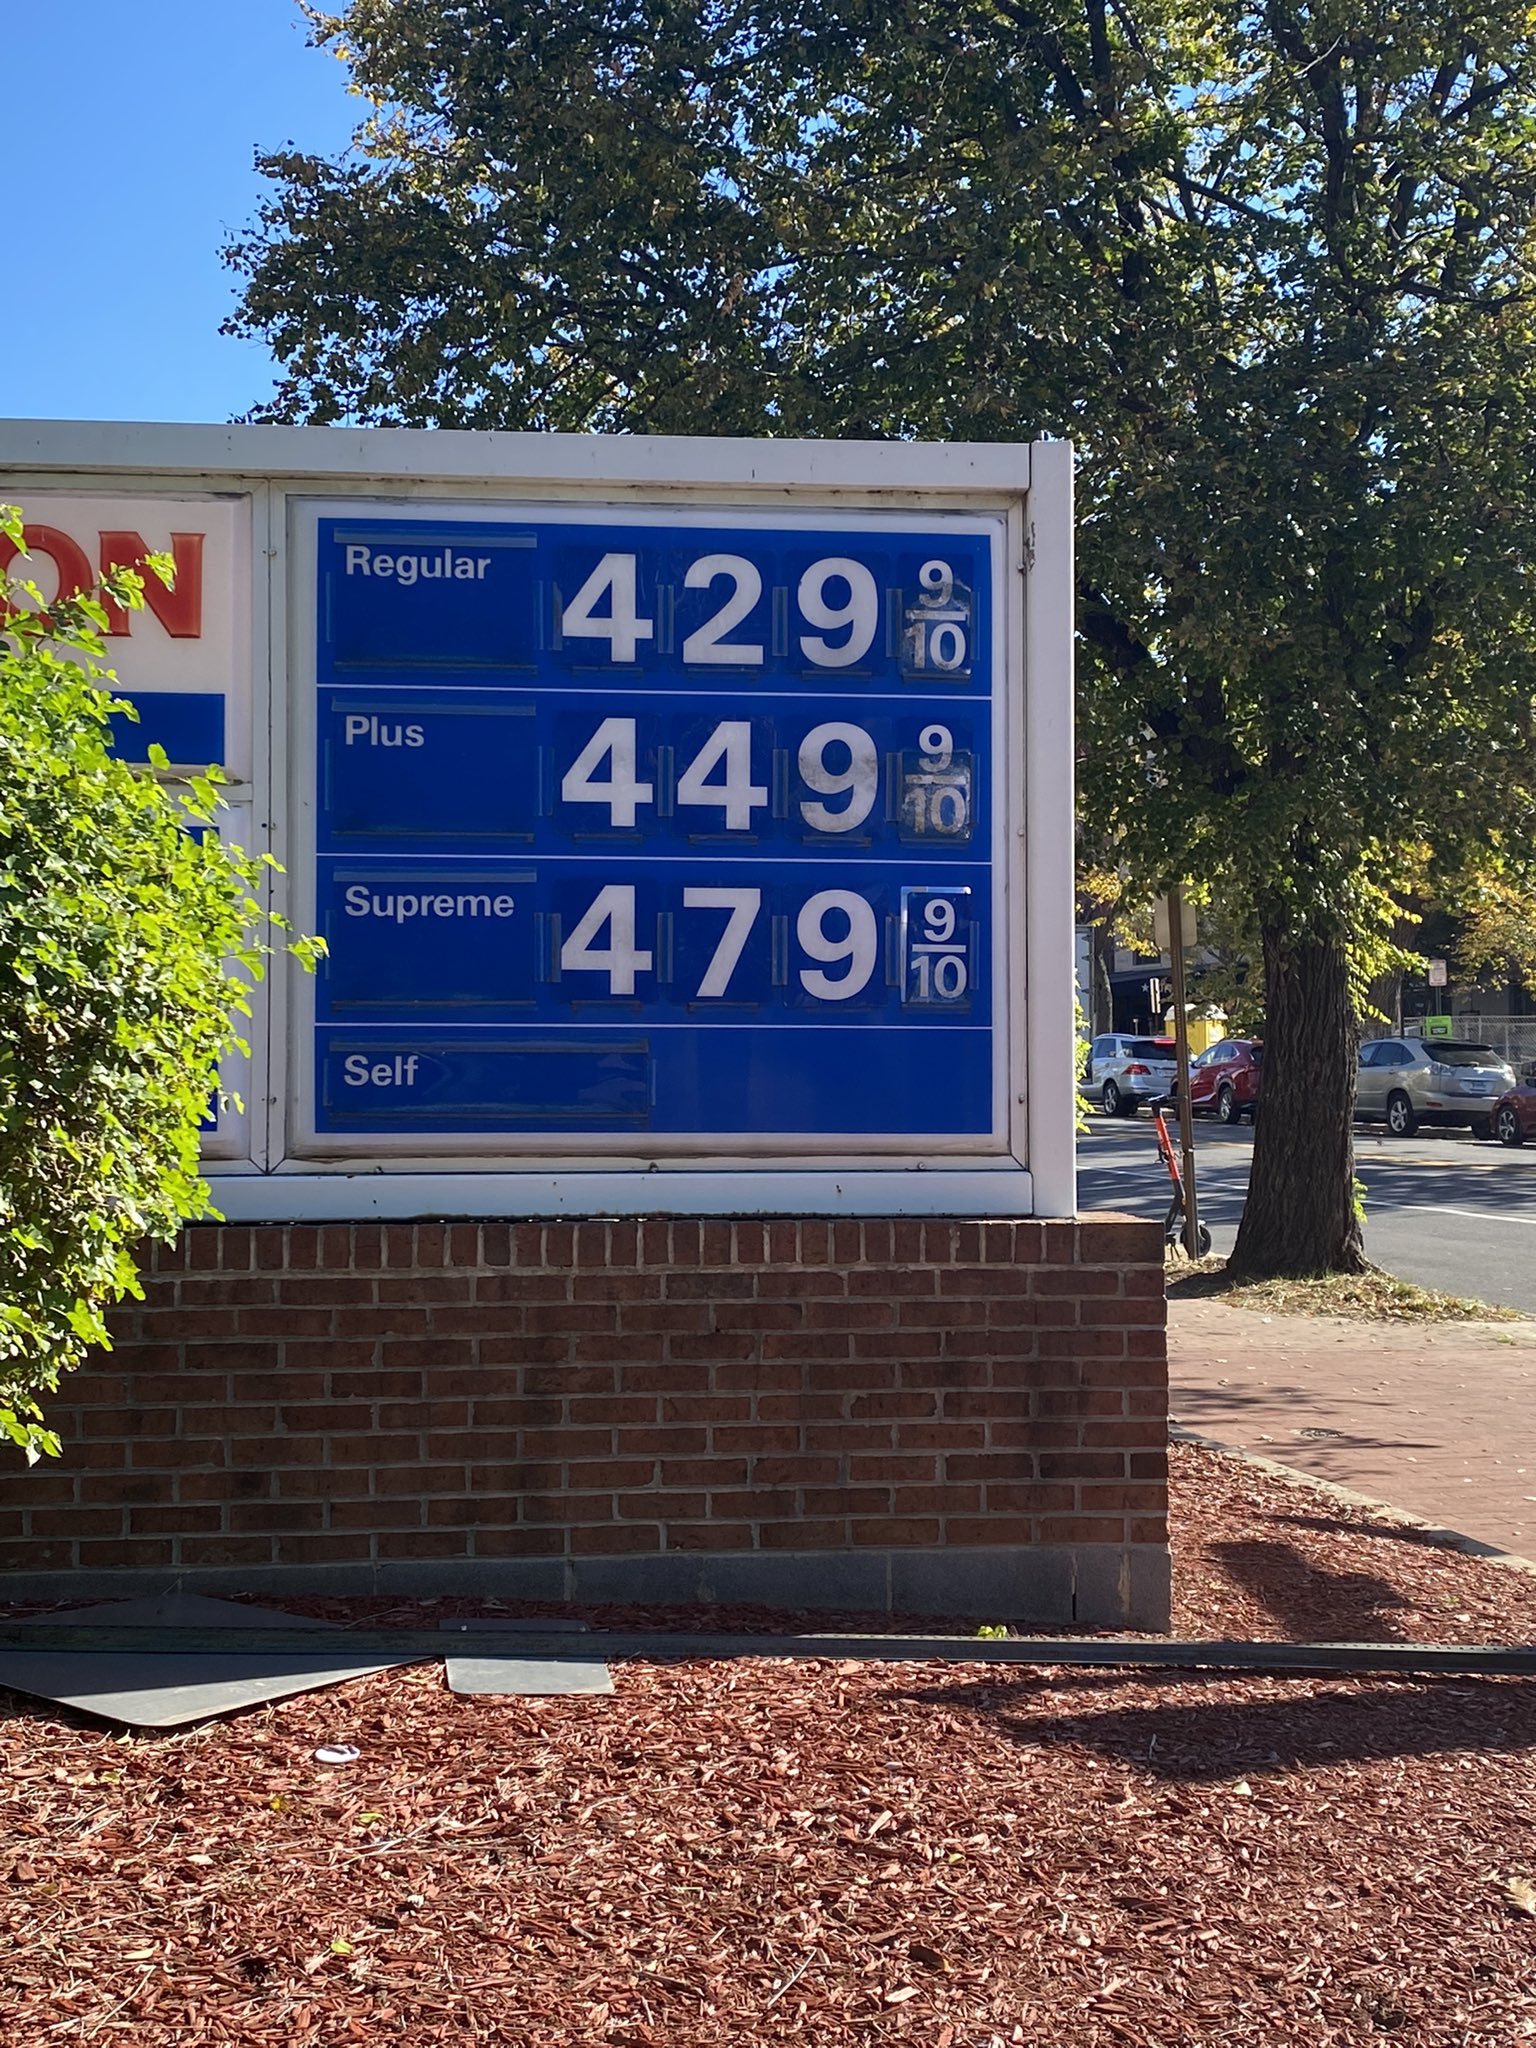 ON
Regular 429 9/10
Plus 449 9/10
Supreme 479 9/10
Self